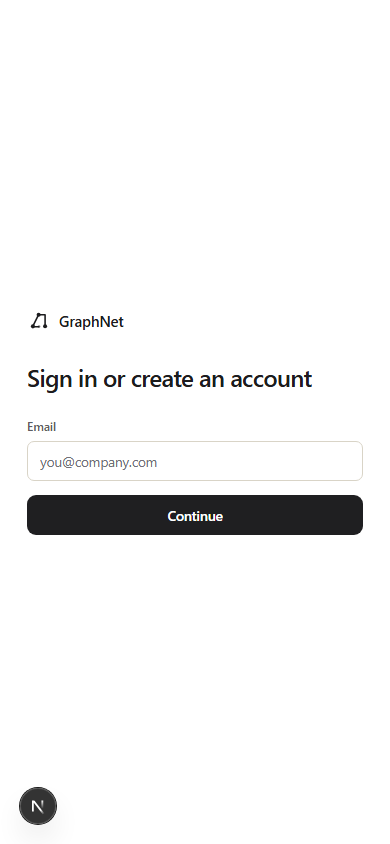 GraphNet
Sign in or create an account
Email
you@company.com
Continue
N